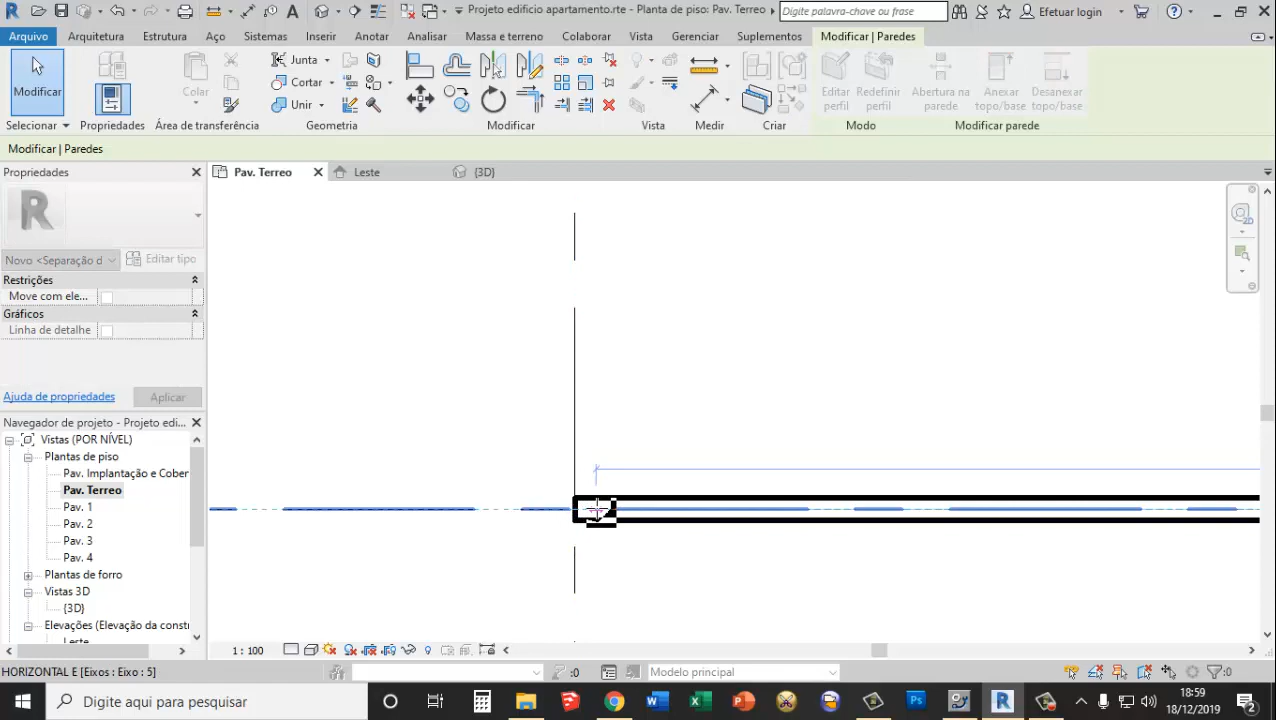 Projeto edificio apartamento.rte - Planta de piso: Pav. Terreo
Digite palavra-chave ou frase
Efetuar login
Arquivo Arquitetura Estrutura Aço Sistemas Inserir Anotar Analisar Massa e terreno Colaborar Vista Gerenciar Suplementos Modificar | Paredes
Modificar
Colar
Junta
Cortar
Unir
Editar perfil
Redefinir perfil
Abertura na parede
Anexar topo/base
Desanexar topo/base
Selecionar Propriedades Área de transferência Geometria Modificar Vista Medir Criar Modo Modificar parede
Modificar | Paredes
Propriedades
Pav. Terreo
Leste
{3D}
2D
Novo <Separação d
Editar tipo
Restrições
Move com ele...
Gráficos
Linha de detalhe
Ajuda de propriedades
Aplicar
Navegador de projeto - Projeto edi...
Vistas (POR NÍVEL)
Plantas de piso
Pav. Implantação e Cober
Pav. Terreo
Pav. 1
Pav. 2
Pav. 3
Pav. 4
Plantas de forro
Vistas 3D
{3D}
Elevações (Elevação da constr
Leste
1 : 100
HORIZONTAL E [Eixos : Eixo : 5]
:0
Modelo principal
:0
Digite aqui para pesquisar
18:59
18/12/2019
2